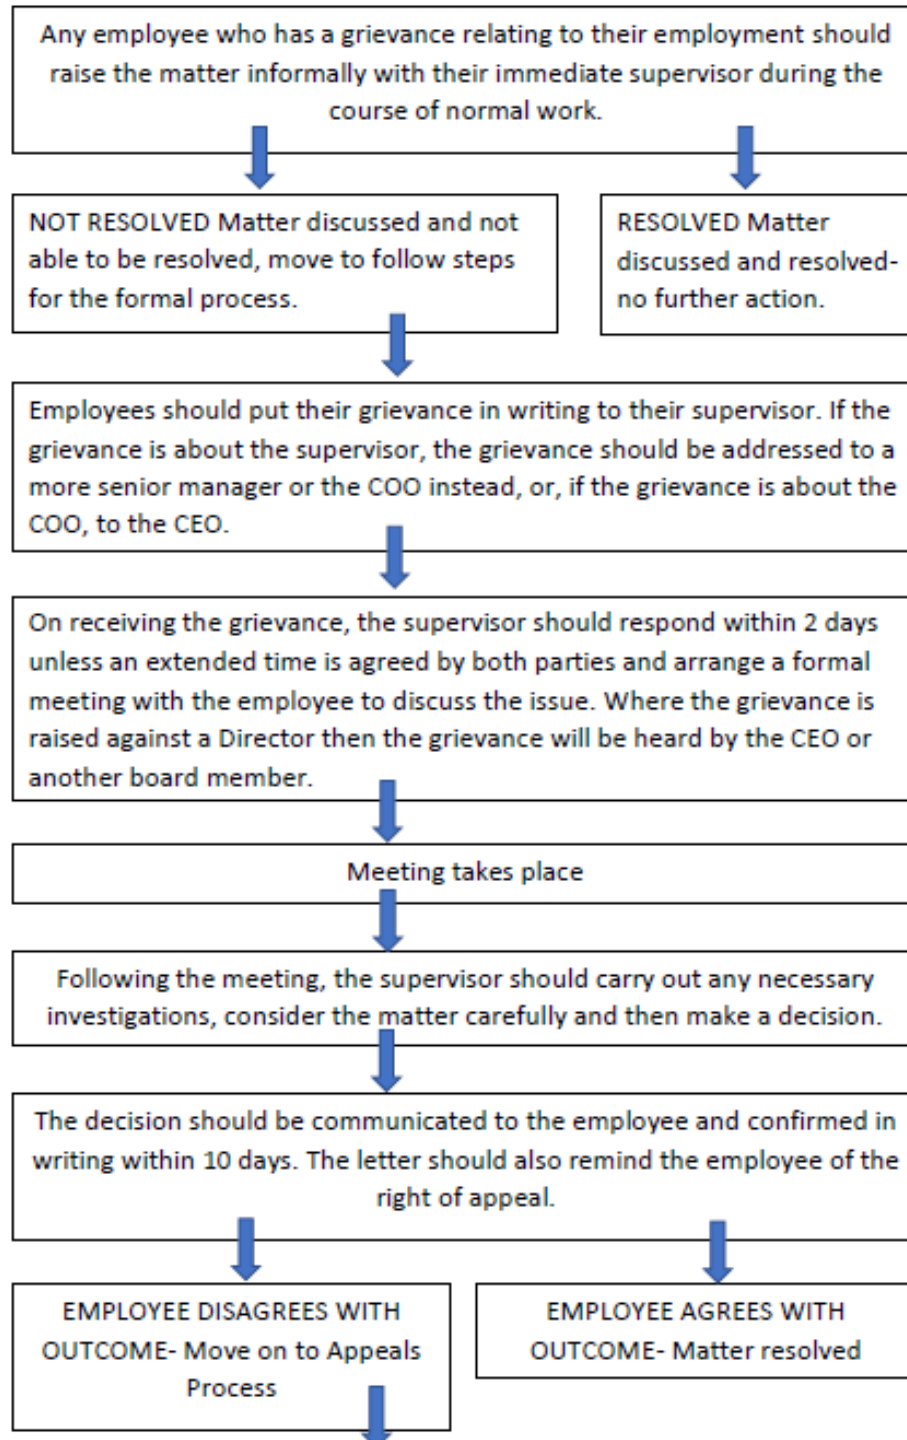 Any employee who has a grievance relating to their employment should
raise the matter informally with their immediate supervisor during the
course of normal work.
NOT RESOLVED Matter discussed and not
able to be resolved, move to follow steps
for the formal process.
RESOLVED Matter
discussed and resolved-
no further action.
Employees should put their grievance in writing to their supervisor. If the
grievance is about the supervisor, the grievance should be addressed to a
more senior manager or the COO instead, or, if the grievance is about the
COO, to the CEO.
On receiving the grievance, the supervisor should respond within 2 days
unless an extended time is agreed by both parties and arrange a formal
meeting with the employee to discuss the issue. Where the grievance is
raised against a Director then the grievance will be heard by the CEO or
another board member.
Meeting takes place
Following the meeting, the supervisor should carry out any necessary
investigations, consider the matter carefully and then make a decision.
The decision should be communicated to the employee and confirmed in
writing within 10 days. The letter should also remind the employee of the
right of appeal.
EMPLOYEE DISAGREES WITH
OUTCOME- Move on to Appeals
Process
EMPLOYEE AGREES WITH
OUTCOME- Matter resolved